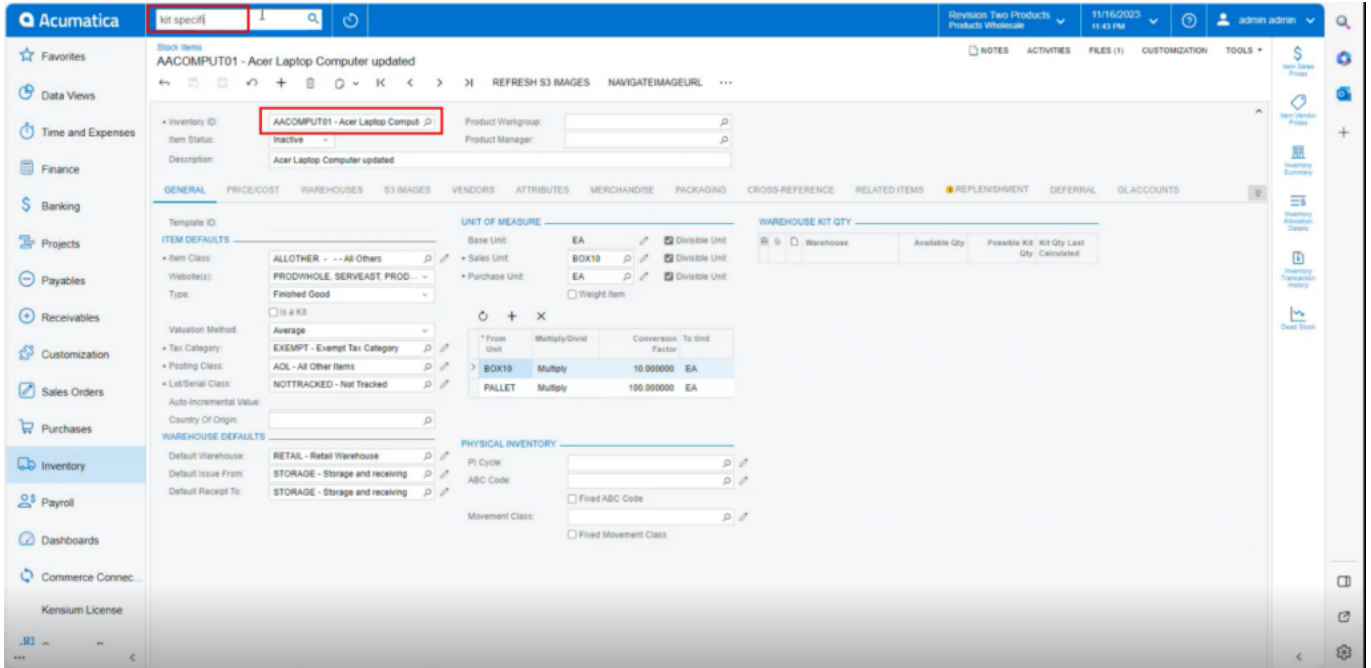 Acumatica
kit specifi
Revision Two Products
Products Wholesale
11/16/2023
11:43 PM
admin admin
Favorites
Data Views
Time and Expenses
Finance
Banking
Projects
Payables
Receivables
Customization
Sales Orders
Purchases
Inventory
Payroll
Dashboards
Commerce Connec...
Kensium License
Stock Items
AACOMPUT01 - Acer Laptop Computer updated
NOTES ACTIVITIES FILES (1) CUSTOMIZATION TOOLS
REFRESH S3 IMAGES NAVIGATEIMAGEURL ...
* Inventory ID: AACOMPUT01 - Acer Laptop Comput Product Workgroup:
Item Status: Inactive Product Manager:
Description: Acer Laptop Computer updated
GENERAL PRICE/COST WAREHOUSES S3 IMAGES VENDORS ATTRIBUTES MERCHANDISE PACKAGING CROSS-REFERENCE RELATED ITEMS REPLENISHMENT DEFERRAL GL ACCOUNTS
Template ID:
ITEM DEFAULTS
* Item Class: ALLOTHER - - - All Others
Website(s): PRODWHOLE, SERVEAST, PROD...
Type: Finished Good
Is a Kit
Valuation Method: Average
* Tax Category: EXEMPT - Exempt Tax Category
* Posting Class: AOL - All Other Items
* Lot/Serial Class: NOTTRACKED - Not Tracked
Auto-Incremental Value:
Country Of Origin:
WAREHOUSE DEFAULTS
Default Warehouse: RETAIL - Retail Warehouse
Default Issue From: STORAGE - Storage and receiving
Default Receipt To: STORAGE - Storage and receiving
UNIT OF MEASURE
Base Unit: EA Divisible Unit
* Sales Unit: BOX10 Divisible Unit
* Purchase Unit: EA Divisible Unit
Weight Item
* From Unit Multiply/Divid Conversion Factor To Unit
BOX10 Multiply 10.000000 EA
PALLET Multiply 100.000000 EA
PHYSICAL INVENTORY
PI Cycle:
ABC Code:
Fixed ABC Code
Movement Class:
Fixed Movement Class
WAREHOUSE KIT QTY
Warehouse Available Qty Possible Kit Qty Kit Qty Last Calculated
Item Sales Prices
Item Vendor Prices
Inventory Summary
Inventory Allocation Details
Inventory Transaction History
Dead Stock